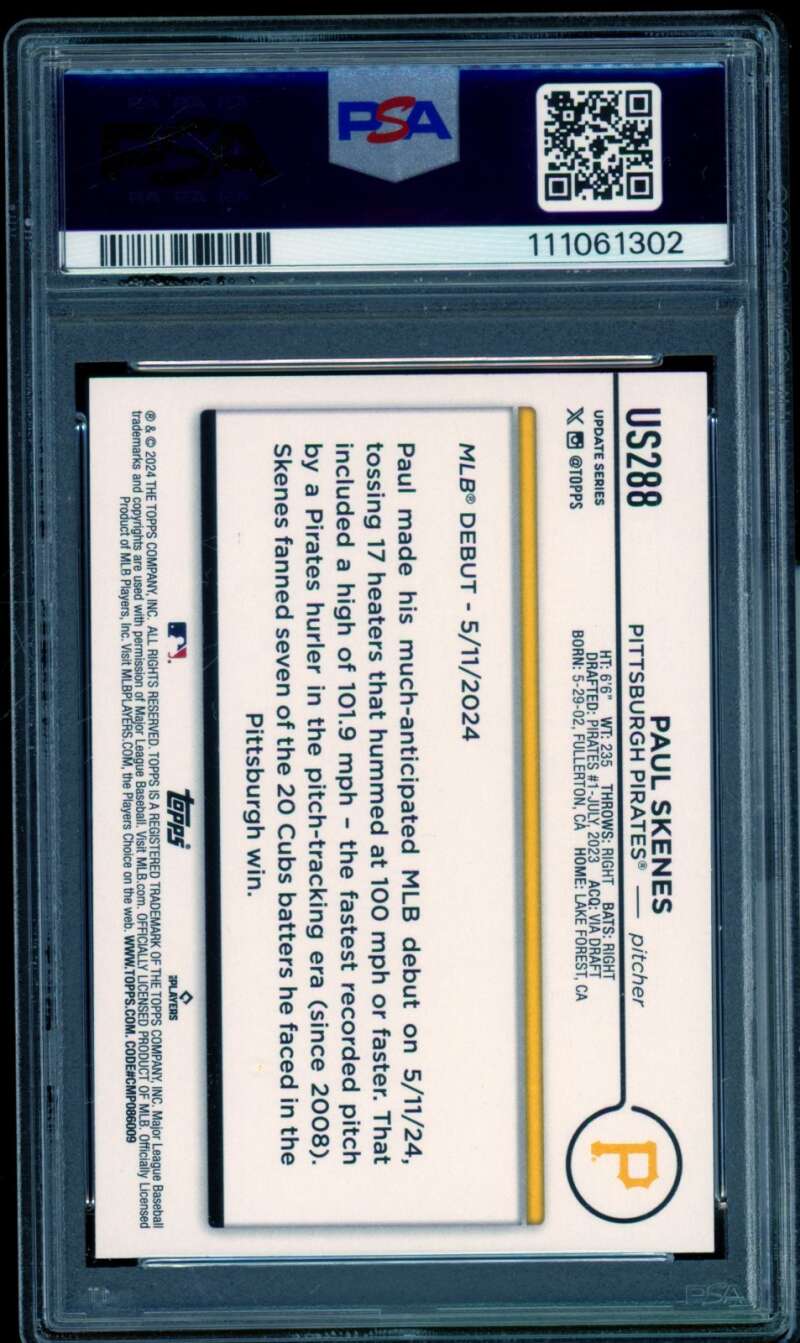 PSA
PSA
111061302
US288
UPDATE SERIES
@TOPPS
PAUL SKENES
PITTSBURGH PIRATES® — pitcher
HT: 6'6" WT: 235 THROWS: RIGHT BATS: RIGHT
DRAFTED: PIRATES #1-JULY, 2023 ACQ: VIA DRAFT
BORN: 5-29-02, FULLERTON, CA HOME: LAKE FOREST, CA
P
MLB® DEBUT - 5/11/2024
Paul made his much-anticipated MLB debut on 5/11/24,
tossing 17 heaters that hummed at 100 mph or faster. That
included a high of 101.9 mph – the fastest recorded pitch
by a Pirates hurler in the pitch-tracking era (since 2008).
Skenes fanned seven of the 20 Cubs batters he faced in the
Pittsburgh win.
topps®
PLAYERS
® & © 2024 THE TOPPS COMPANY, INC. ALL RIGHTS RESERVED. TOPPS IS A REGISTERED TRADEMARK OF THE TOPPS COMPANY, INC. Major League Baseball
trademarks and copyrights are used with permission of Major League Baseball. Visit MLB.com. OFFICIALLY LICENSED PRODUCT OF MLB. Officially Licensed
Product of MLB Players, Inc. Visit MLBPLAYERS.COM, the Players Choice on the web. WWW.TOPPS.COM. CODE#CMP086009
PSA